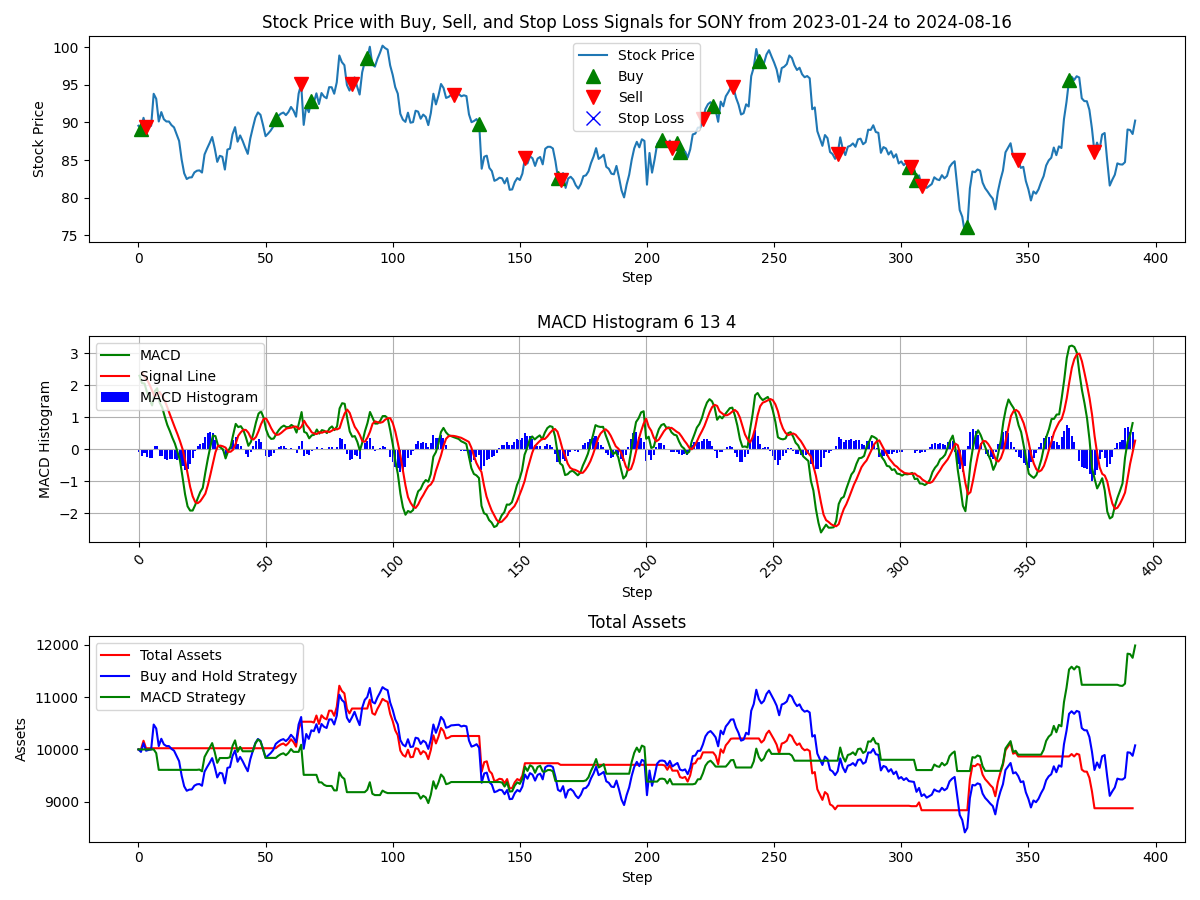 Stock Price with Buy, Sell, and Stop Loss Signals for SONY from 2023-01-24 to 2024-08-16
100
95
90
85
80
75
Stock Price
Stock Price
Buy
Sell
Stop Loss
0 50 100 150 200 250 300 350 400
Step
MACD Histogram 6 13 4
3
2
1
0
−1
−2
MACD Histogram
MACD
Signal Line
MACD Histogram
0 50 100 150 200 250 300 350 400
Step
Total Assets
12000
11000
10000
9000
Assets
Total Assets
Buy and Hold Strategy
MACD Strategy
0 50 100 150 200 250 300 350 400
Step